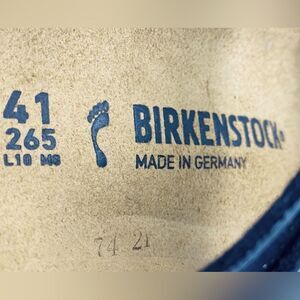 41
265
L10 M8
BIRKENSTOCK®
MADE IN GERMANY
74 21